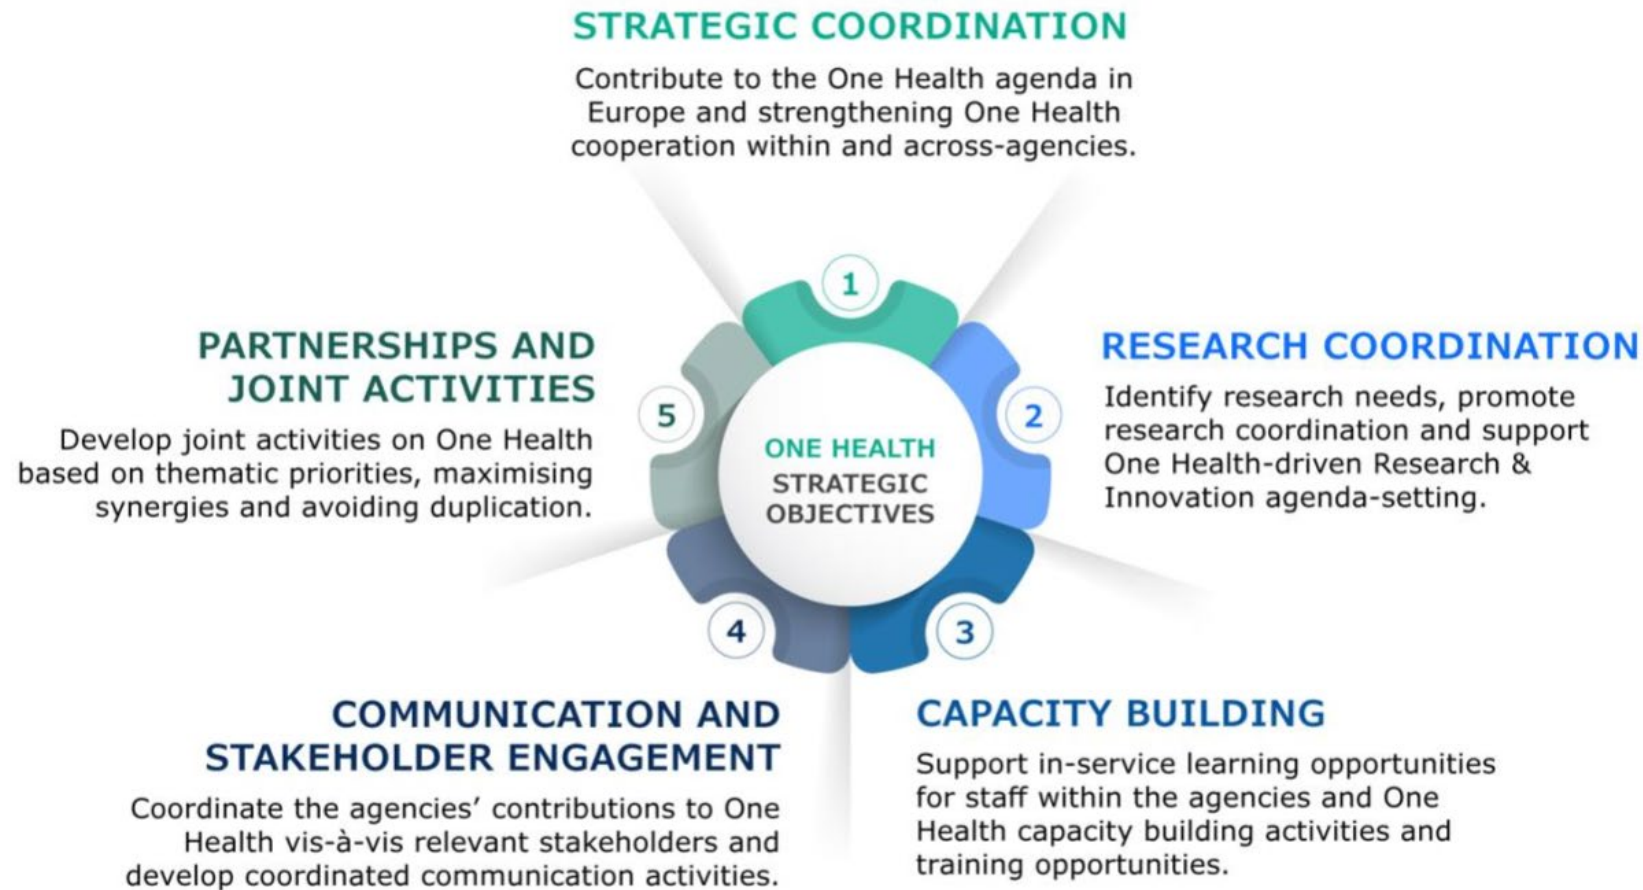 STRATEGIC COORDINATION
Contribute to the One Health agenda in
Europe and strengthening One Health
cooperation within and across-agencies.
1
RESEARCH COORDINATION
Identify research needs, promote
research coordination and support
One Health-driven Research &
Innovation agenda-setting.
2
CAPACITY BUILDING
Support in-service learning opportunities
for staff within the agencies and One
Health capacity building activities and
training opportunities.
3
COMMUNICATION AND
STAKEHOLDER ENGAGEMENT
Coordinate the agencies’ contributions to One
Health vis-à-vis relevant stakeholders and
develop coordinated communication activities.
4
PARTNERSHIPS AND
JOINT ACTIVITIES
Develop joint activities on One Health
based on thematic priorities, maximising
synergies and avoiding duplication.
5
ONE HEALTH
STRATEGIC
OBJECTIVES